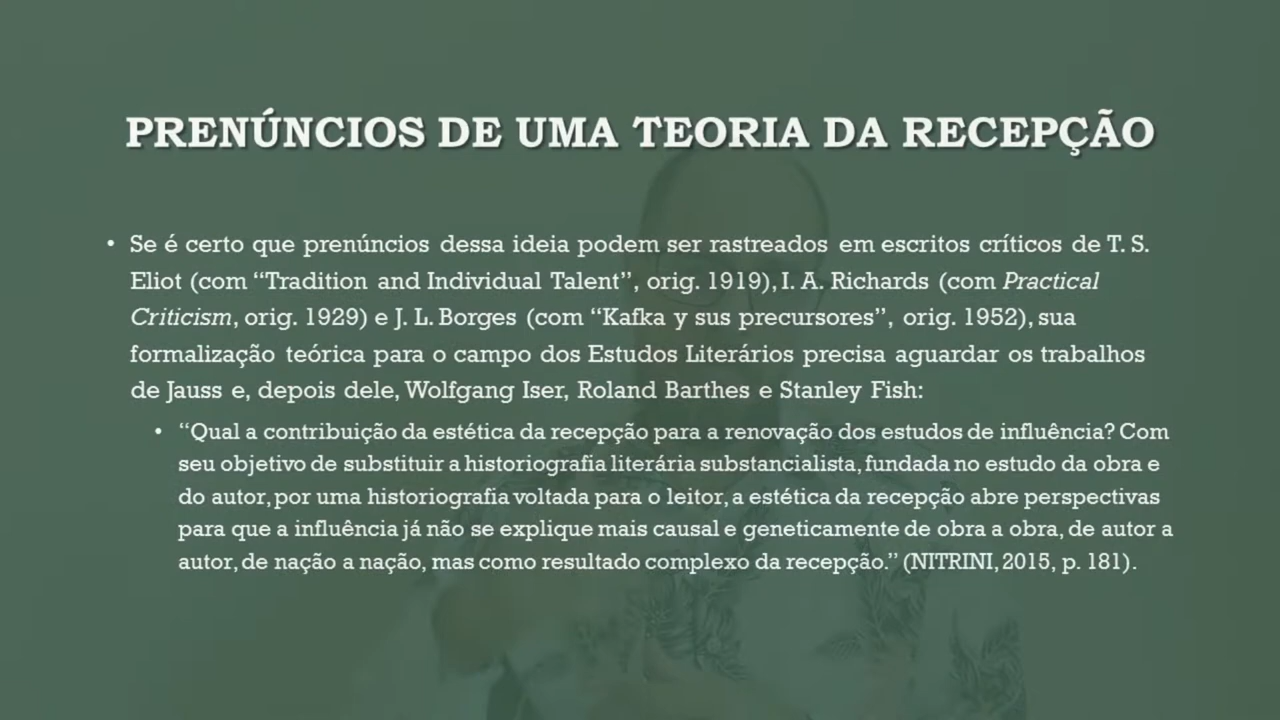 PRENÚNCIOS DE UMA TEORIA DA RECEPÇÃO
• Se é certo que prenúncios dessa ideia podem ser rastreados em escritos críticos de T. S.
Eliot (com “Tradition and Individual Talent”, orig. 1919), I. A. Richards (com Practical
Criticism, orig. 1929) e J. L. Borges (com “Kafka y sus precursores”, orig. 1952), sua
formalização teórica para o campo dos Estudos Literários precisa aguardar os trabalhos
de Jauss e, depois dele, Wolfgang Iser, Roland Barthes e Stanley Fish:
• “Qual a contribuição da estética da recepção para a renovação dos estudos de influência? Com
seu objetivo de substituir a historiografia literária substancialista, fundada no estudo da obra e
do autor, por uma historiografia voltada para o leitor, a estética da recepção abre perspectivas
para que a influência já não se explique mais causal e geneticamente de obra a obra, de autor a
autor, de nação a nação, mas como resultado complexo da recepção.” (NITRINI, 2015, p. 181).